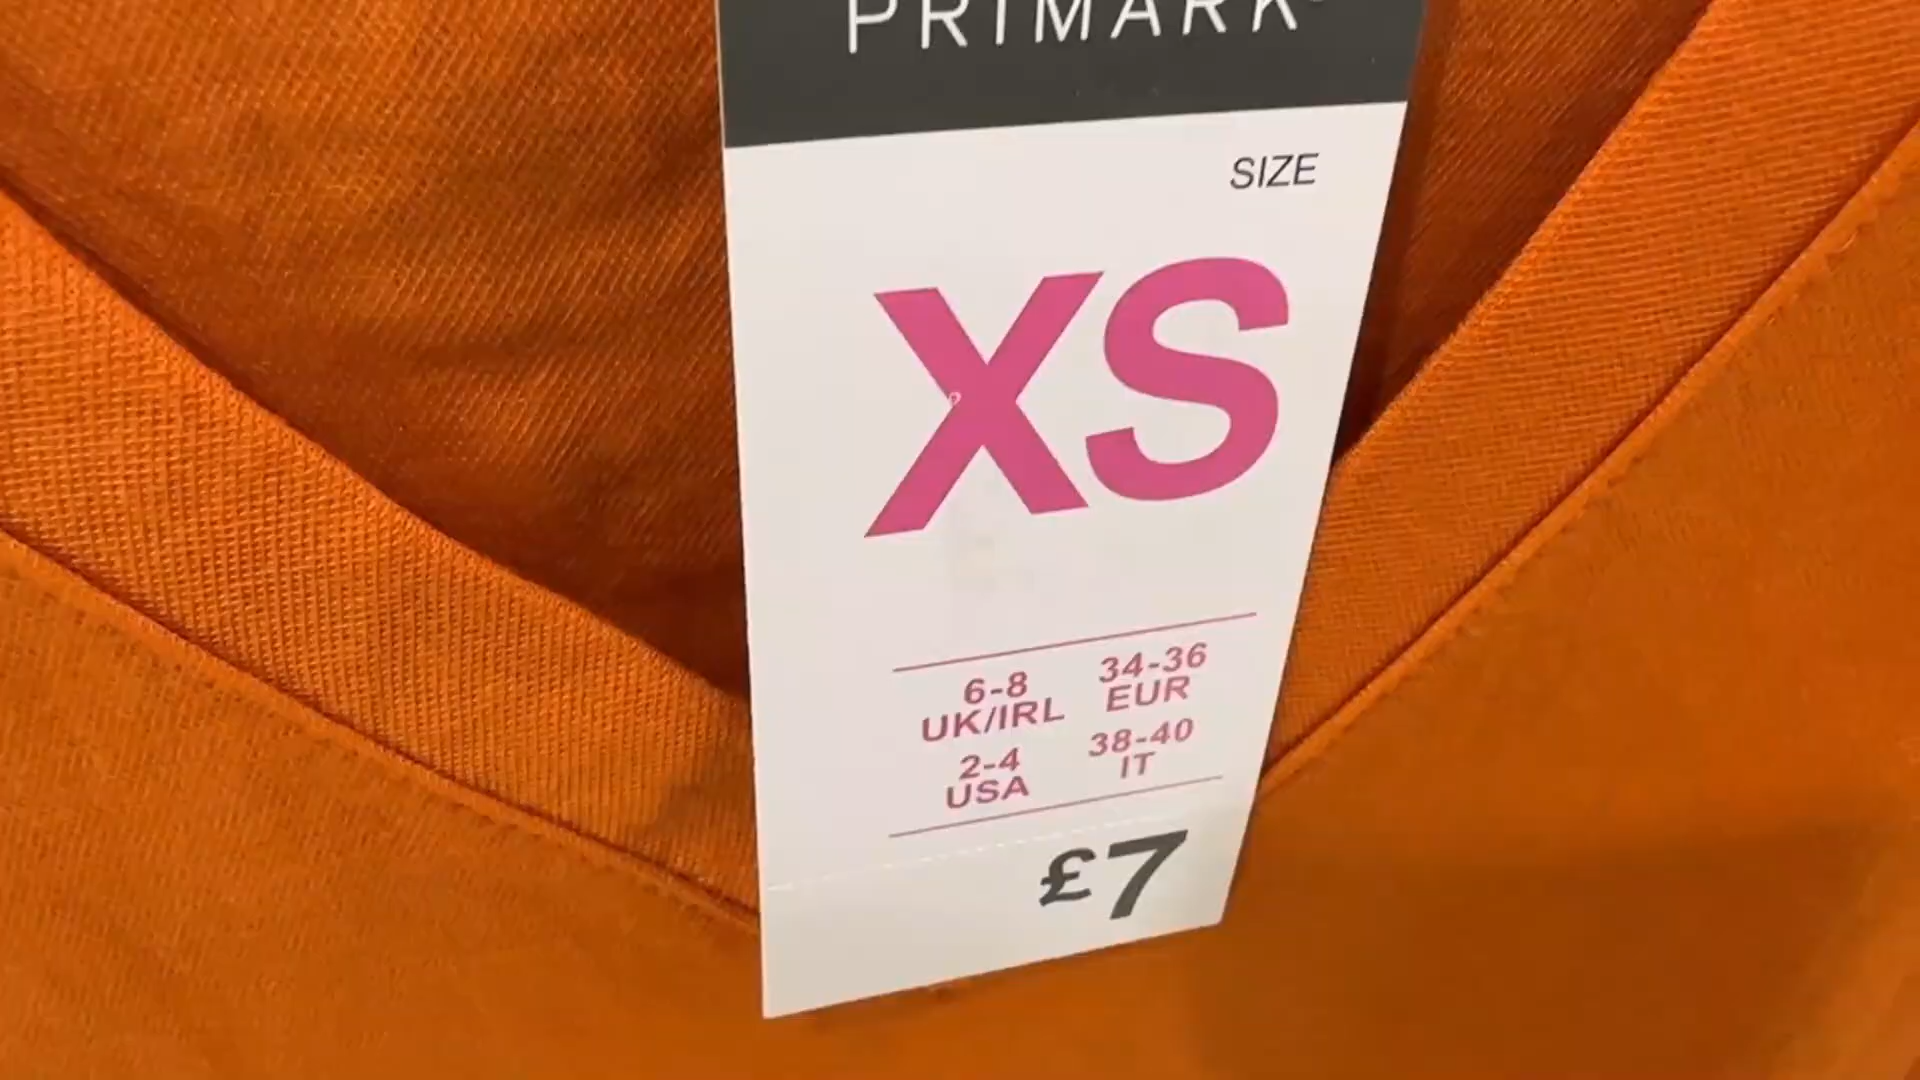 PRIMARK
SIZE
XS
6-8 34-36
UK/IRL EUR
2-4 38-40
USA IT
£7